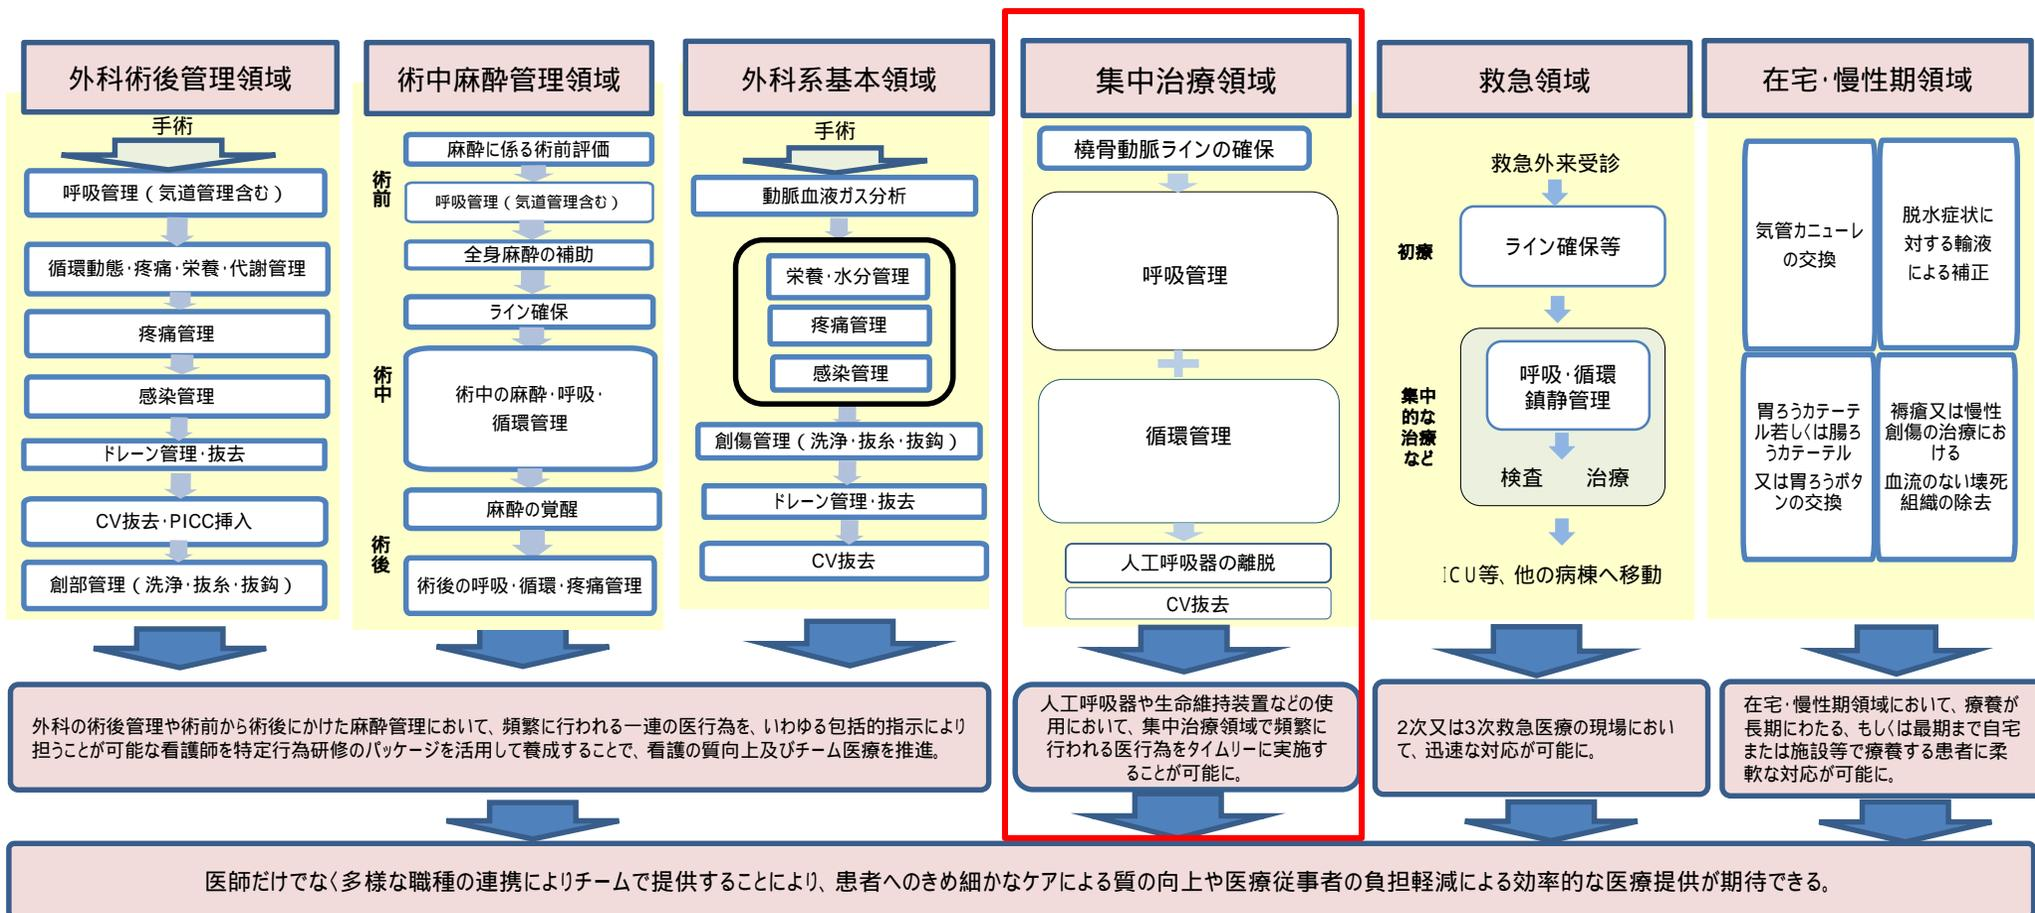 外科術後管理領域
手術
呼吸管理（気道管理含む）
循環動態・疼痛・栄養・代謝管理
疼痛管理
感染管理
ドレーン管理・抜去
CV抜去・PICC挿入
創部管理（洗浄・抜糸・抜鈎）
術中麻酔管理領域
術前
麻酔に係る術前評価
呼吸管理（気道管理含む）
全身麻酔の補助
ライン確保
術中
術中の麻酔・呼吸・
循環管理
麻酔の覚醒
術後
術後の呼吸・循環・疼痛管理
外科系基本領域
手術
動脈血液ガス分析
栄養・水分管理
疼痛管理
感染管理
創傷管理（洗浄・抜糸・抜鈎）
ドレーン管理・抜去
CV抜去
集中治療領域
橈骨動脈ラインの確保
呼吸管理
循環管理
人工呼吸器の離脱
CV抜去
救急領域
救急外来受診
初療
ライン確保等
集中
的な
治療
など
呼吸・循環
鎮静管理
検査 治療
ICU等、他の病棟へ移動
在宅・慢性期領域
気管カニューレ
の交換
脱水症状に
対する輸液
による補正
胃ろうカテーテ
ル若しくは腸ろ
うカテーテル
又は胃ろうボタ
ンの交換
褥瘡又は慢性
創傷の治療にお
ける
血流のない壊死
組織の除去
外科の術後管理や術前から術後にかけた麻酔管理において、頻繁に行われる一連の医行為を、いわゆる包括的指示により
担うことが可能な看護師を特定行為研修のパッケージを活用して養成することで、看護の質向上及びチーム医療を推進。
人工呼吸器や生命維持装置などの使
用において、集中治療領域で頻繁に
行われる医行為をタイムリーに実施す
ることが可能に。
2次又は3次救急医療の現場におい
て、迅速な対応が可能に。
在宅・慢性期領域において、療養が
長期にわたる、もしくは最期まで自宅
または施設等で療養する患者に柔
軟な対応が可能に。
医師だけでなく多様な職種の連携によりチームで提供することにより、患者へのきめ細かなケアによる質の向上や医療従事者の負担軽減による効率的な医療提供が期待できる。